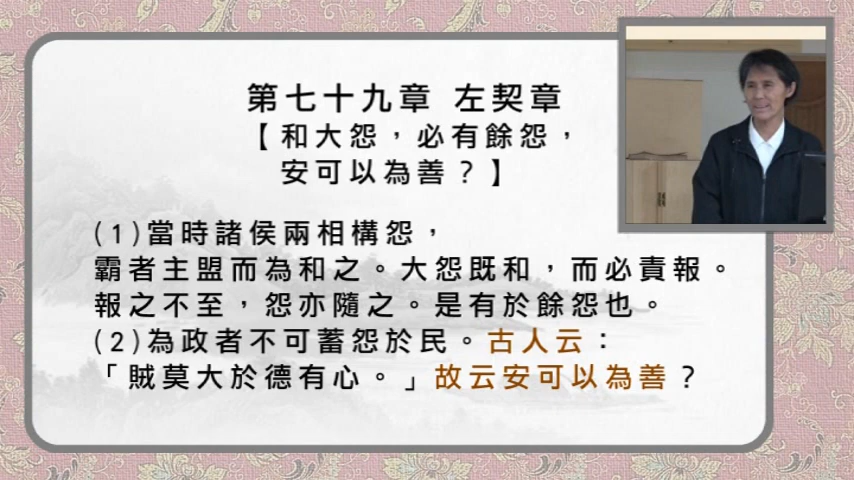 第七十九章 左契章
【和大怨，必有餘怨，
安可以為善？】
(1)當時諸侯兩相構怨，
霸者主盟而為和之。大怨既和，而必責報。
報之不至，怨亦隨之。是有於餘怨也。
(2)為政者不可蓄怨於民。古人云：
「賊莫大於德有心。」故云安可以為善？